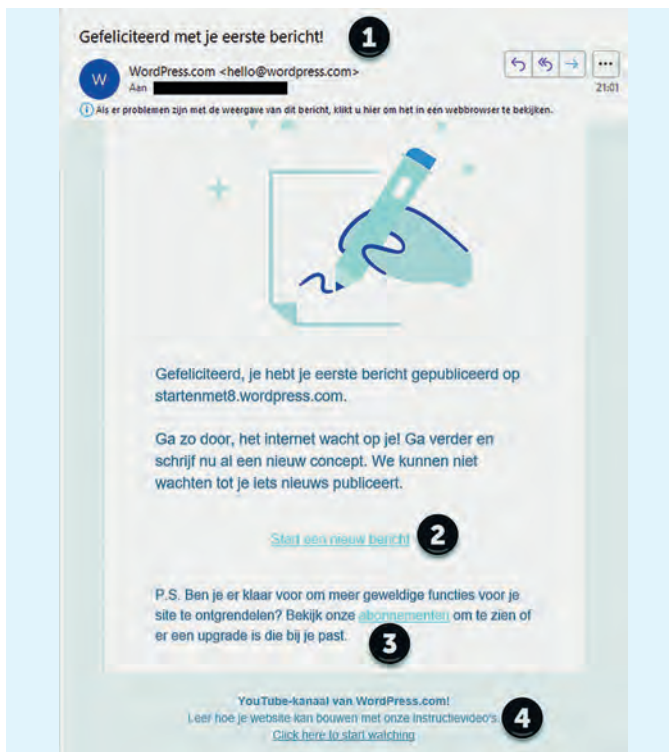 Gefeliciteerd met je eerste bericht!
1
W
WordPress.com <hello@wordpress.com>
Aan
21:01
Als er problemen zijn met de weergave van dit bericht, klikt u hier om het in een webbrowser te bekijken.
Gefeliciteerd, je hebt je eerste bericht gepubliceerd op
startenmet8.wordpress.com.
Ga zo door, het internet wacht op je! Ga verder en
schrijf nu al een nieuw concept. We kunnen niet
wachten tot je iets nieuws publiceert.
Start een nieuw bericht
2
P.S. Ben je er klaar voor om meer geweldige functies voor je
site te ontgrendelen? Bekijk onze abonnementen om te zien of
er een upgrade is die bij je past.
3
YouTube-kanaal van WordPress.com!
Leer hoe je website kan bouwen met onze instructievideo's.
4
Click here to start watching